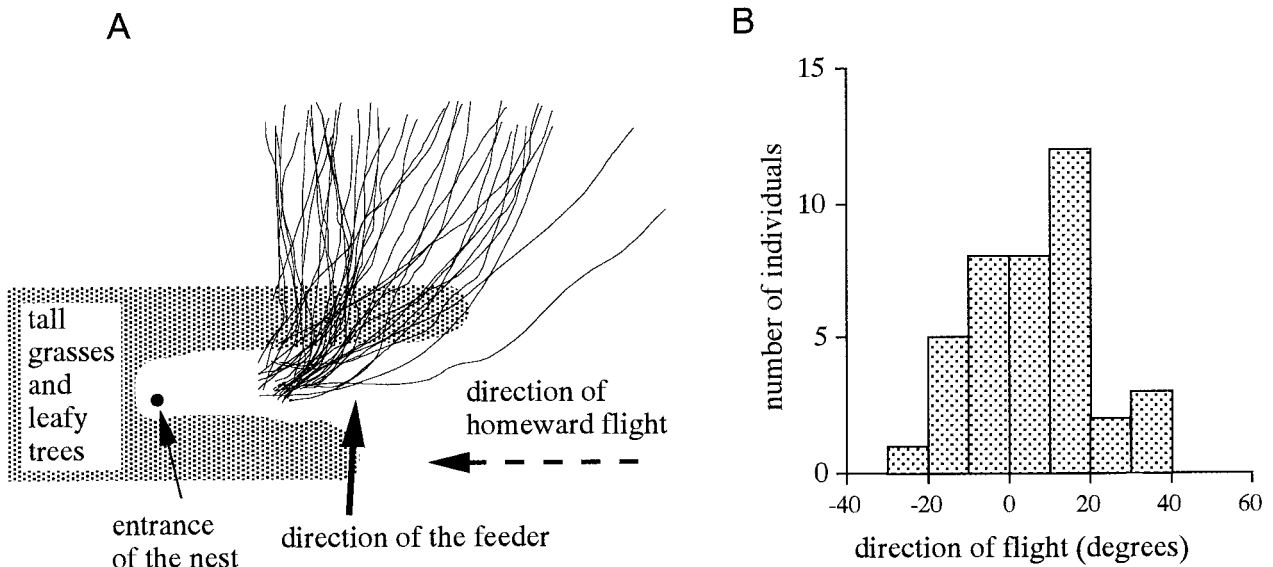 A
tall
grasses
and
leafy
trees
entrance
of the nest
direction of the feeder
direction of
homeward flight
B
15
10
5
0
number of individuals
-40
-20
0
20
40
60
direction of flight (degrees)